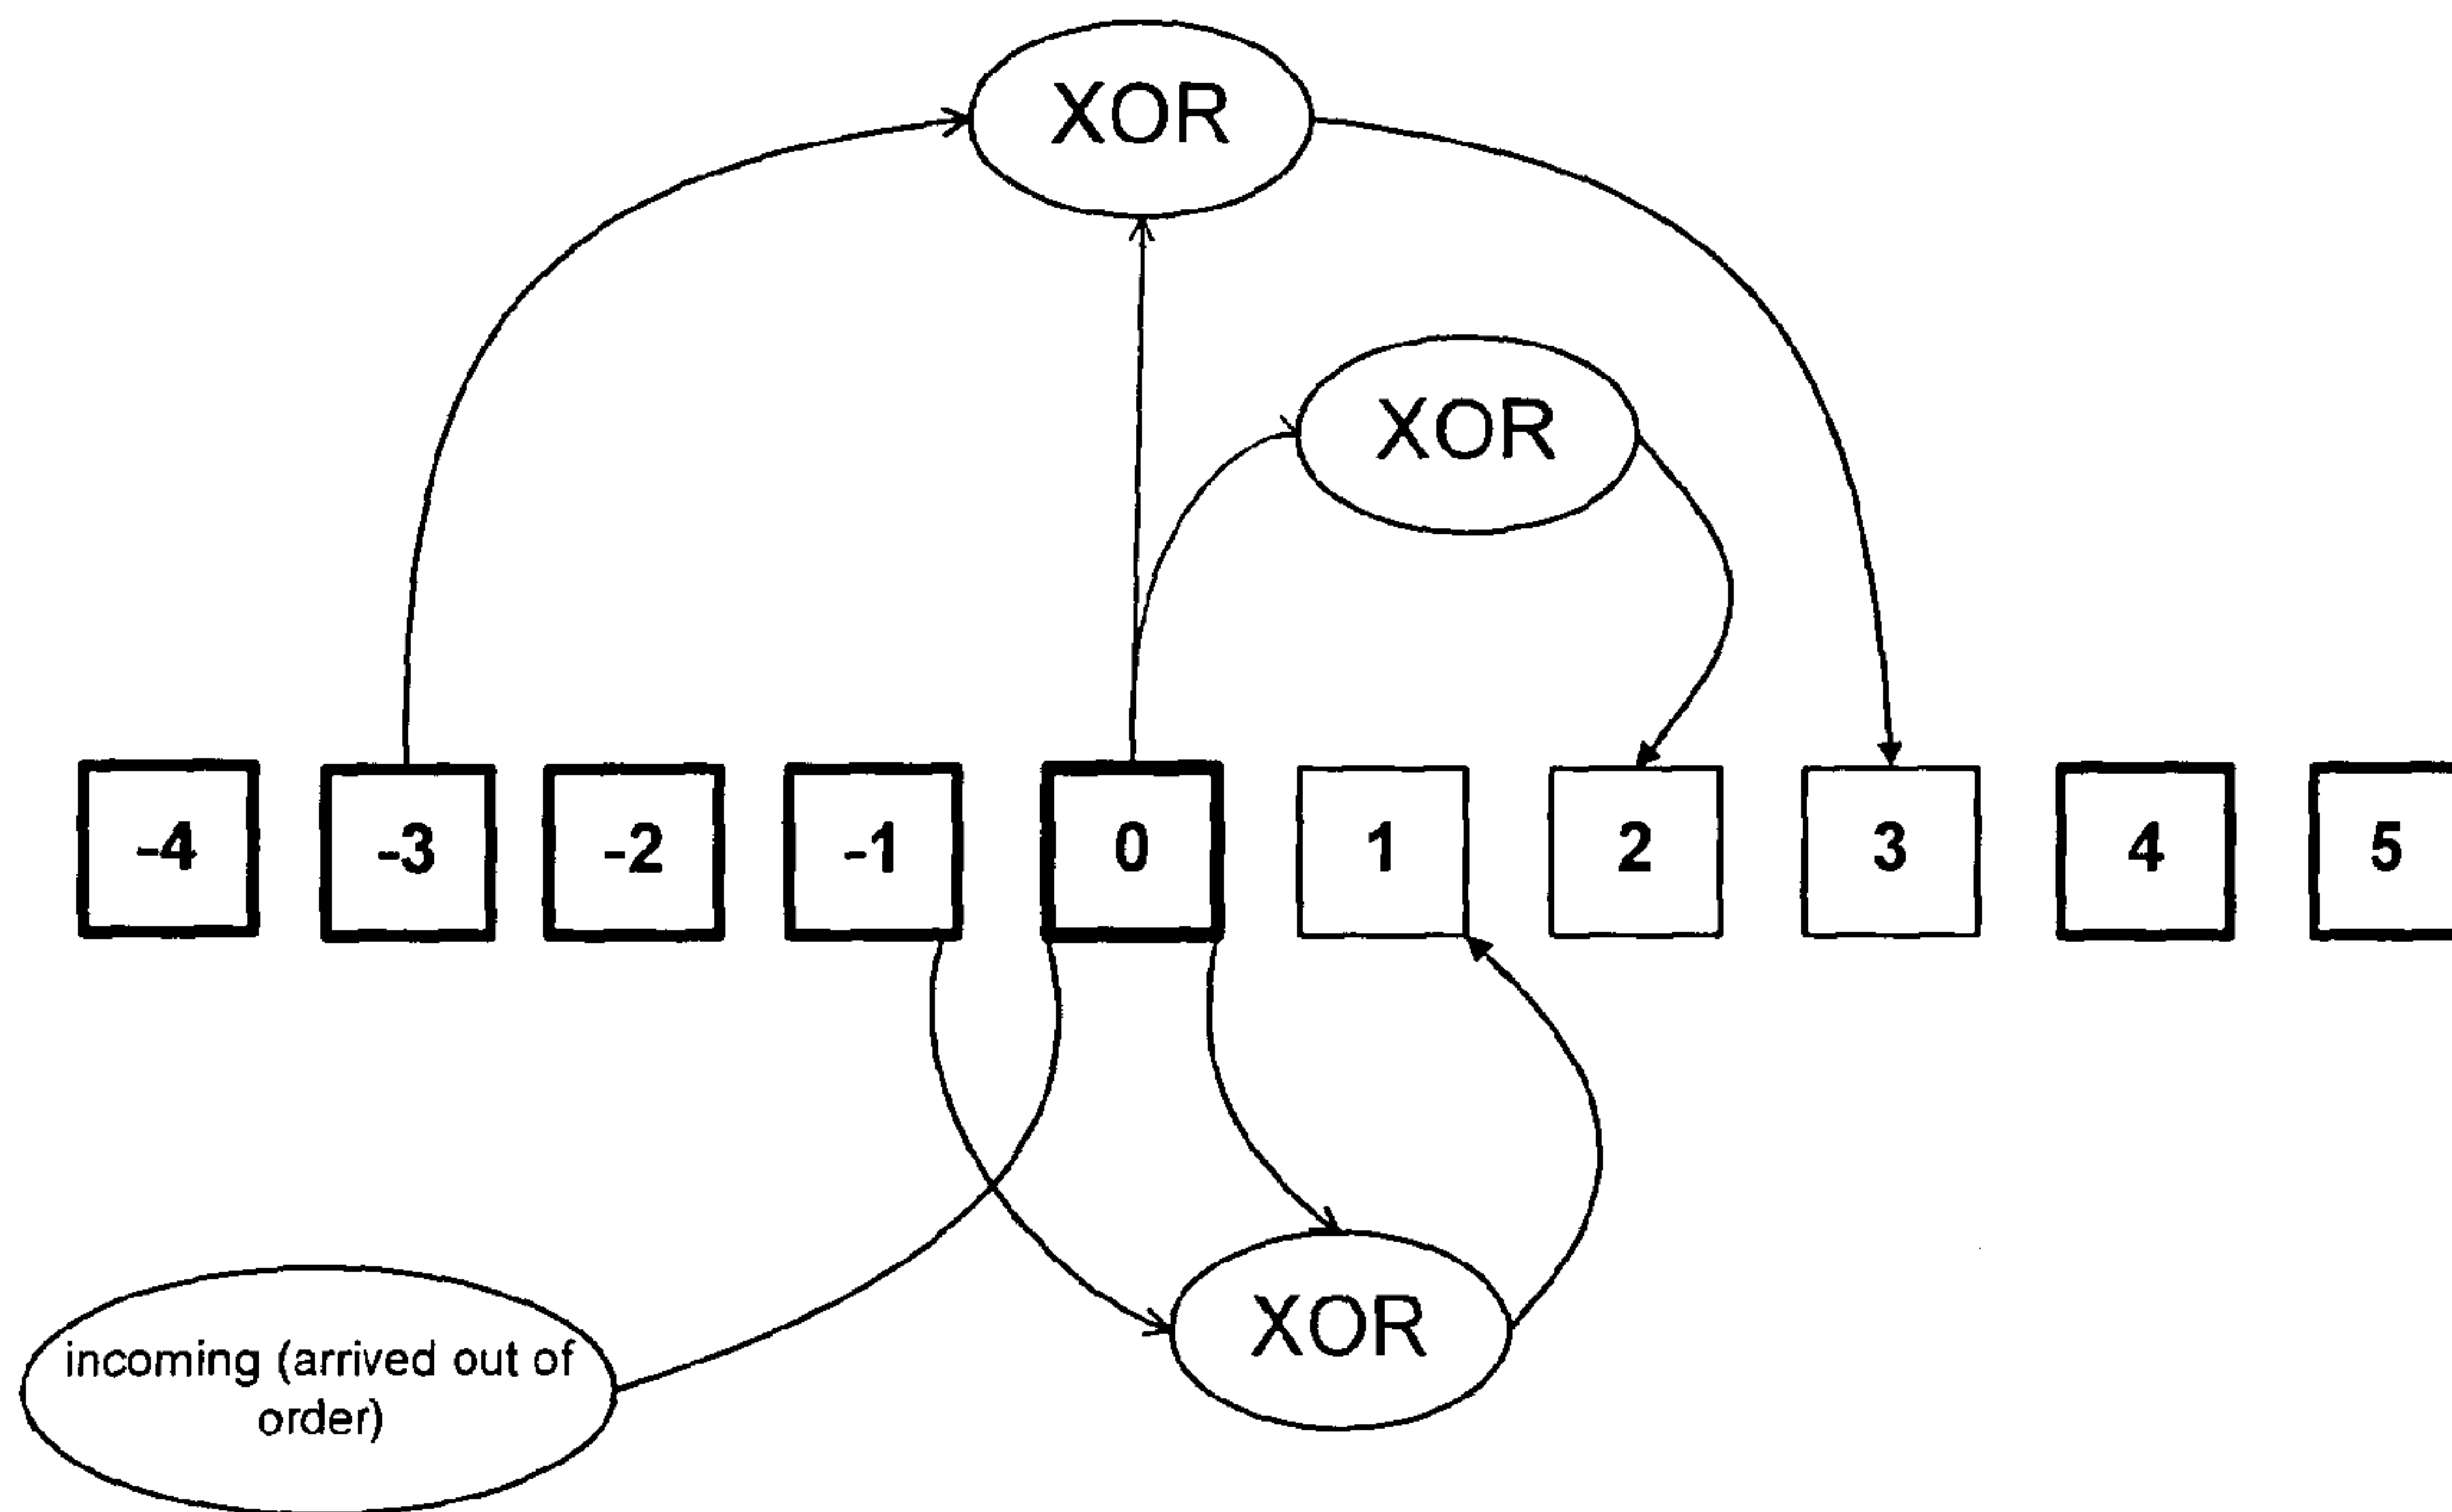 XOR
XOR
-4 -3 -2 -1 0 1 2 3 4 5
XOR
incoming (arrived out of
order)